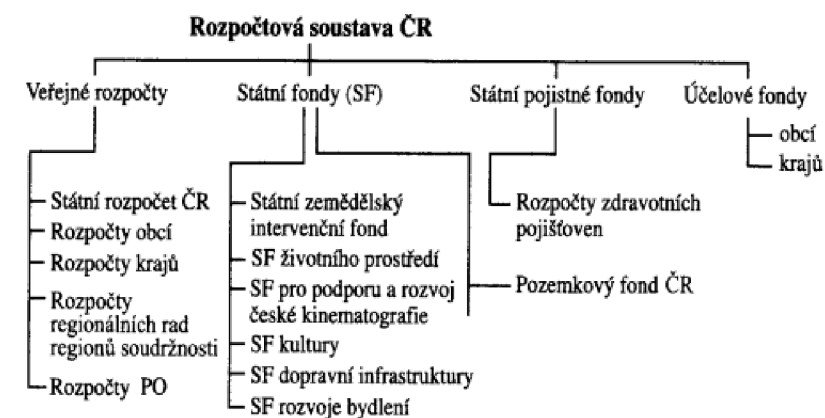 Rozpočtová soustava ČR
Veřejné rozpočty
Státní fondy (SF)
Státní pojistné fondy
Účelové fondy
obcí
krajů
Státní rozpočet ČR
Rozpočty obcí
Rozpočty krajů
Rozpočty
regionálních rad
regionů soudržnosti
Rozpočty PO
Státní zemědělský
intervenční fond
SF životního prostředí
SF pro podporu a rozvoj
české kinematografie
SF kultury
SF dopravní infrastruktury
SF rozvoje bydlení
Rozpočty zdravotních
pojišťoven
Pozemkový fond ČR